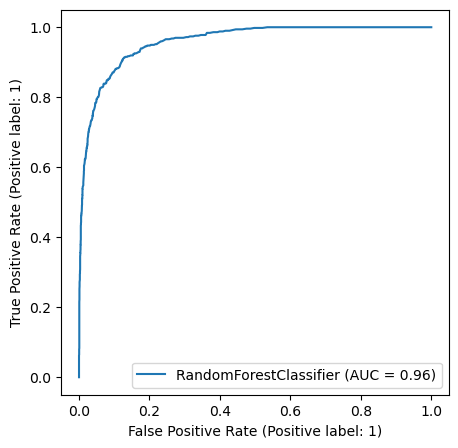 1.0
0.8
0.6
0.4
0.2
0.0
True Positive Rate (Positive label: 1)
RandomForestClassifier (AUC = 0.96)
0.0 0.2 0.4 0.6 0.8 1.0
False Positive Rate (Positive label: 1)